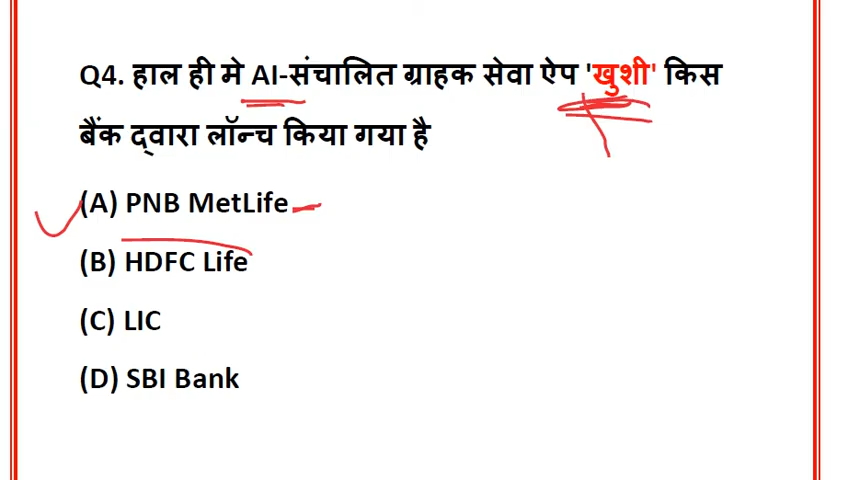 Q4. हाल ही मे AI-संचालित ग्राहक सेवा ऐप 'खुशी' किस
बैंक द्वारा लॉन्च किया गया है
(A) PNB MetLife
(B) HDFC Life
(C) LIC
(D) SBI Bank